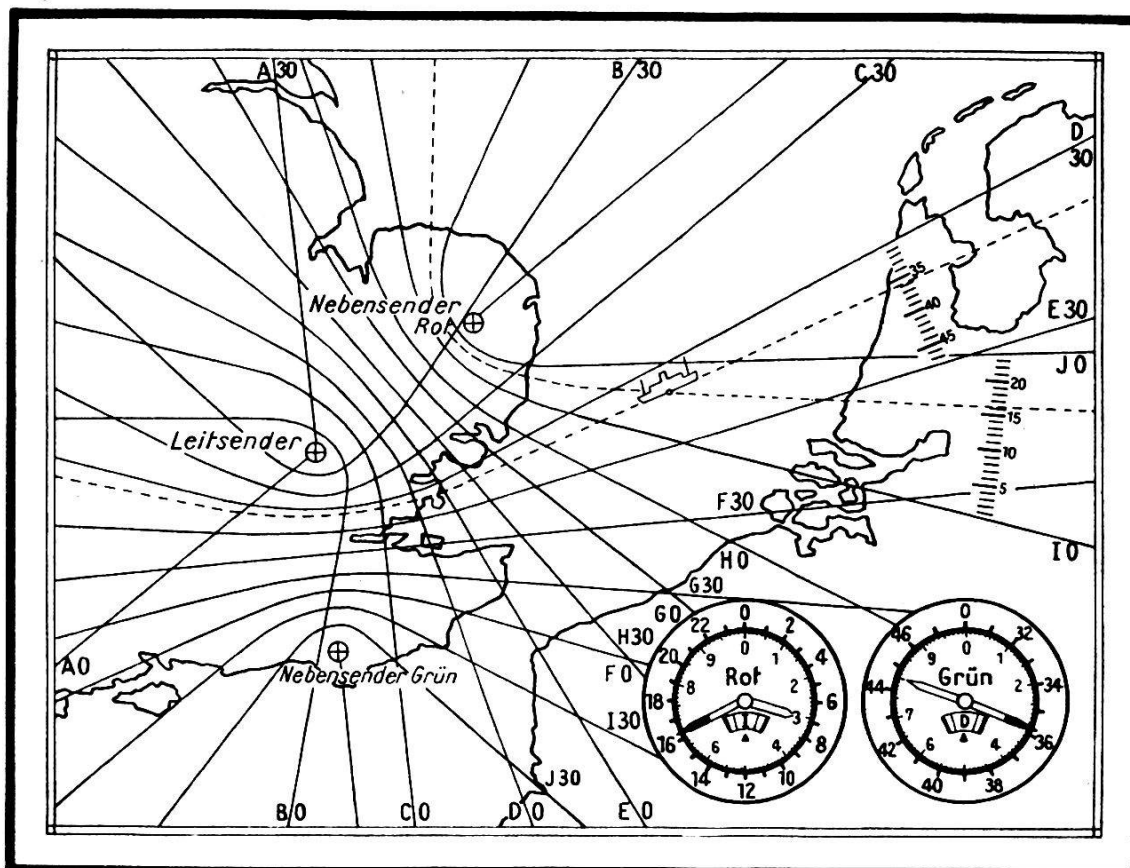 A 30
B 30
C 30
D
30
Nebensender
Rot
35
40
45
E 30
J 0
20
15
10
5
Leitsender
F 30
I 0
H 0
G 30
G 0
H 30
F 0
I 30
A 0
Nebensender Grün
J 30
B 0
C 0
D 0
E 0
0
2
4
6
8
10
12
14
16
18
20
22
0
1
2
3
4
6
8
9
Rot
I
0
32
34
36
38
40
42
44
46
0
1
2
4
6
7
9
Grün
D